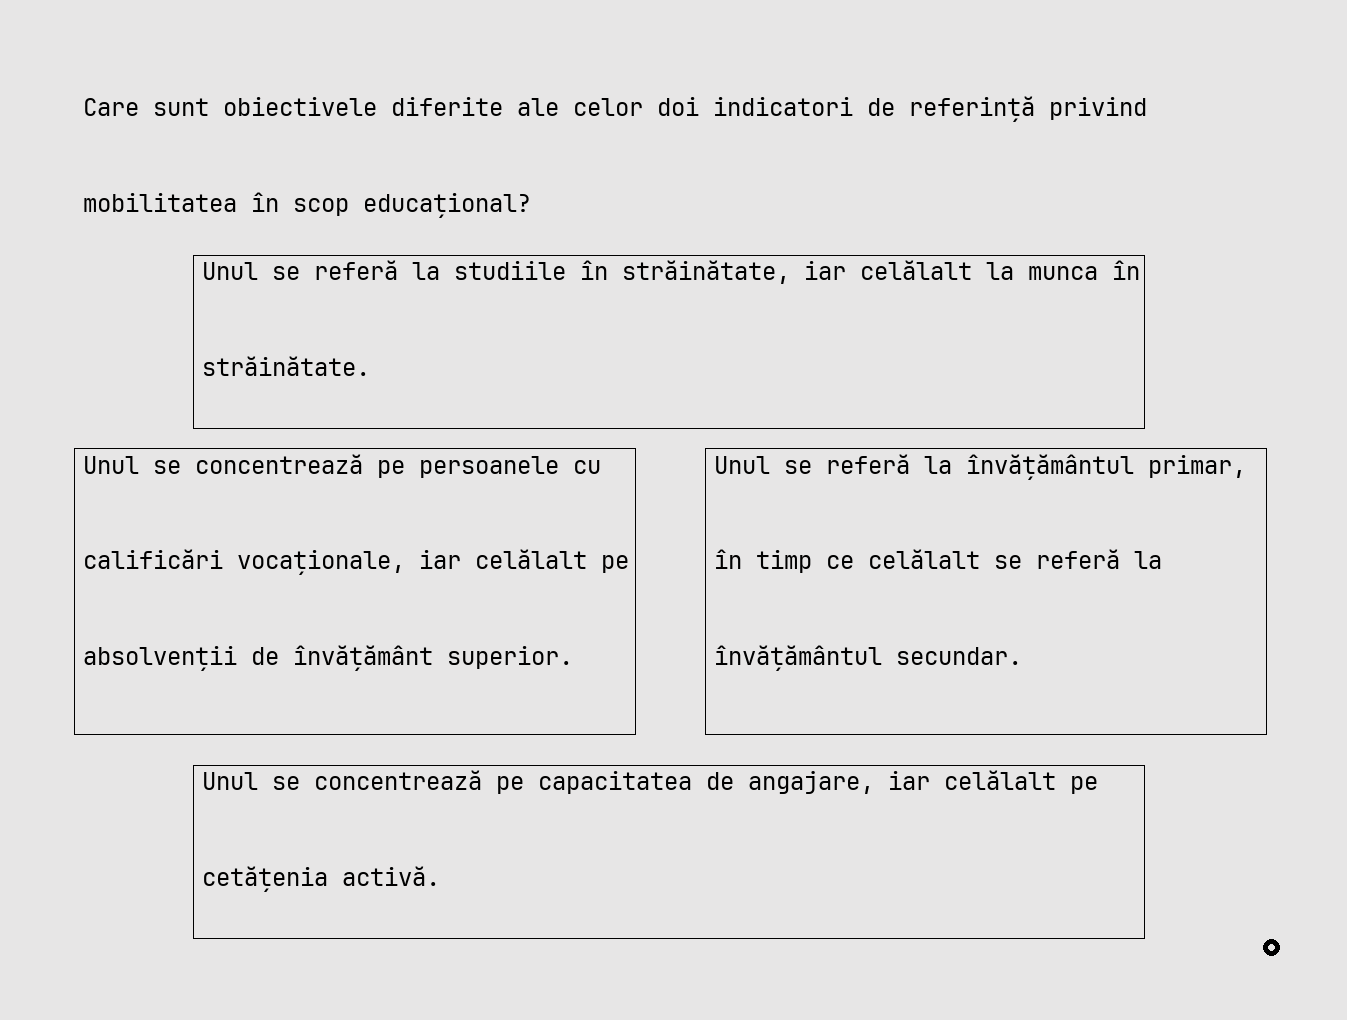 Care sunt obiectivele diferite ale celor doi indicatori de referință privind
mobilitatea în scop educațional?
Unul se referă la studiile în străinătate, iar celălalt la munca în
străinătate.
Unul se concentrează pe persoanele cu
calificări vocaționale, iar celălalt pe
absolvenții de învățământ superior.
Unul se referă la învățământul primar,
în timp ce celălalt se referă la
învățământul secundar.
Unul se concentrează pe capacitatea de angajare, iar celălalt pe
cetățenia activă.